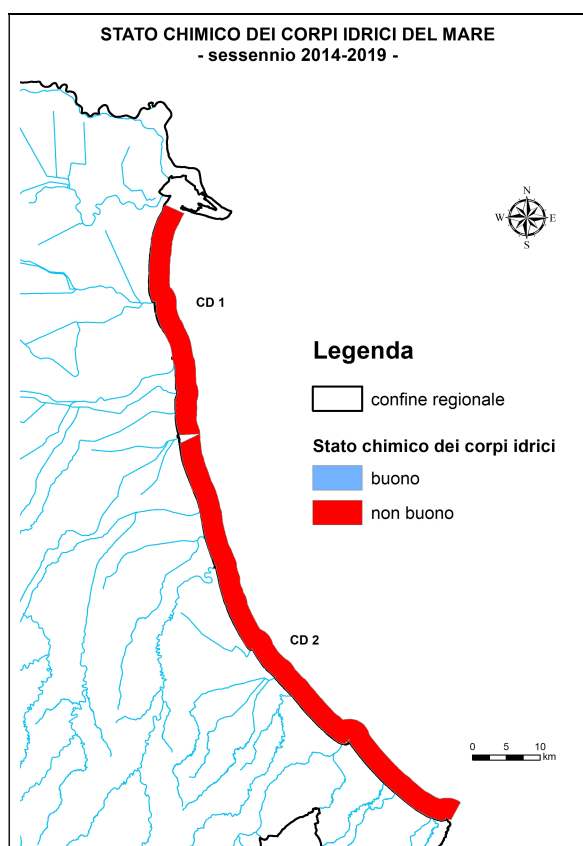 STATO CHIMICO DEI CORPI IDRICI DEL MARE
- sessennio 2014-2019 -
N
W E
S
CD 1
Legenda
confine regionale
Stato chimico dei corpi idrici
buono
non buono
CD 2
0 5 10
km